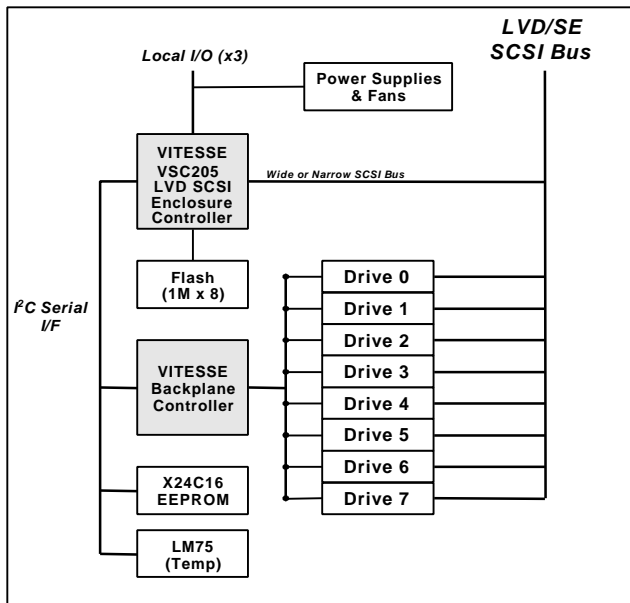 LVD/SE
SCSI Bus
Local I/O (x3)
Power Supplies
& Fans
VITESSE
VSC205
LVD SCSI
Enclosure
Controller
Wide or Narrow SCSI Bus
Flash
(1M x 8)
I²C Serial
I/F
Drive 0
Drive 1
Drive 2
Drive 3
Drive 4
Drive 5
Drive 6
Drive 7
VITESSE
Backplane
Controller
X24C16
EEPROM
LM75
(Temp)